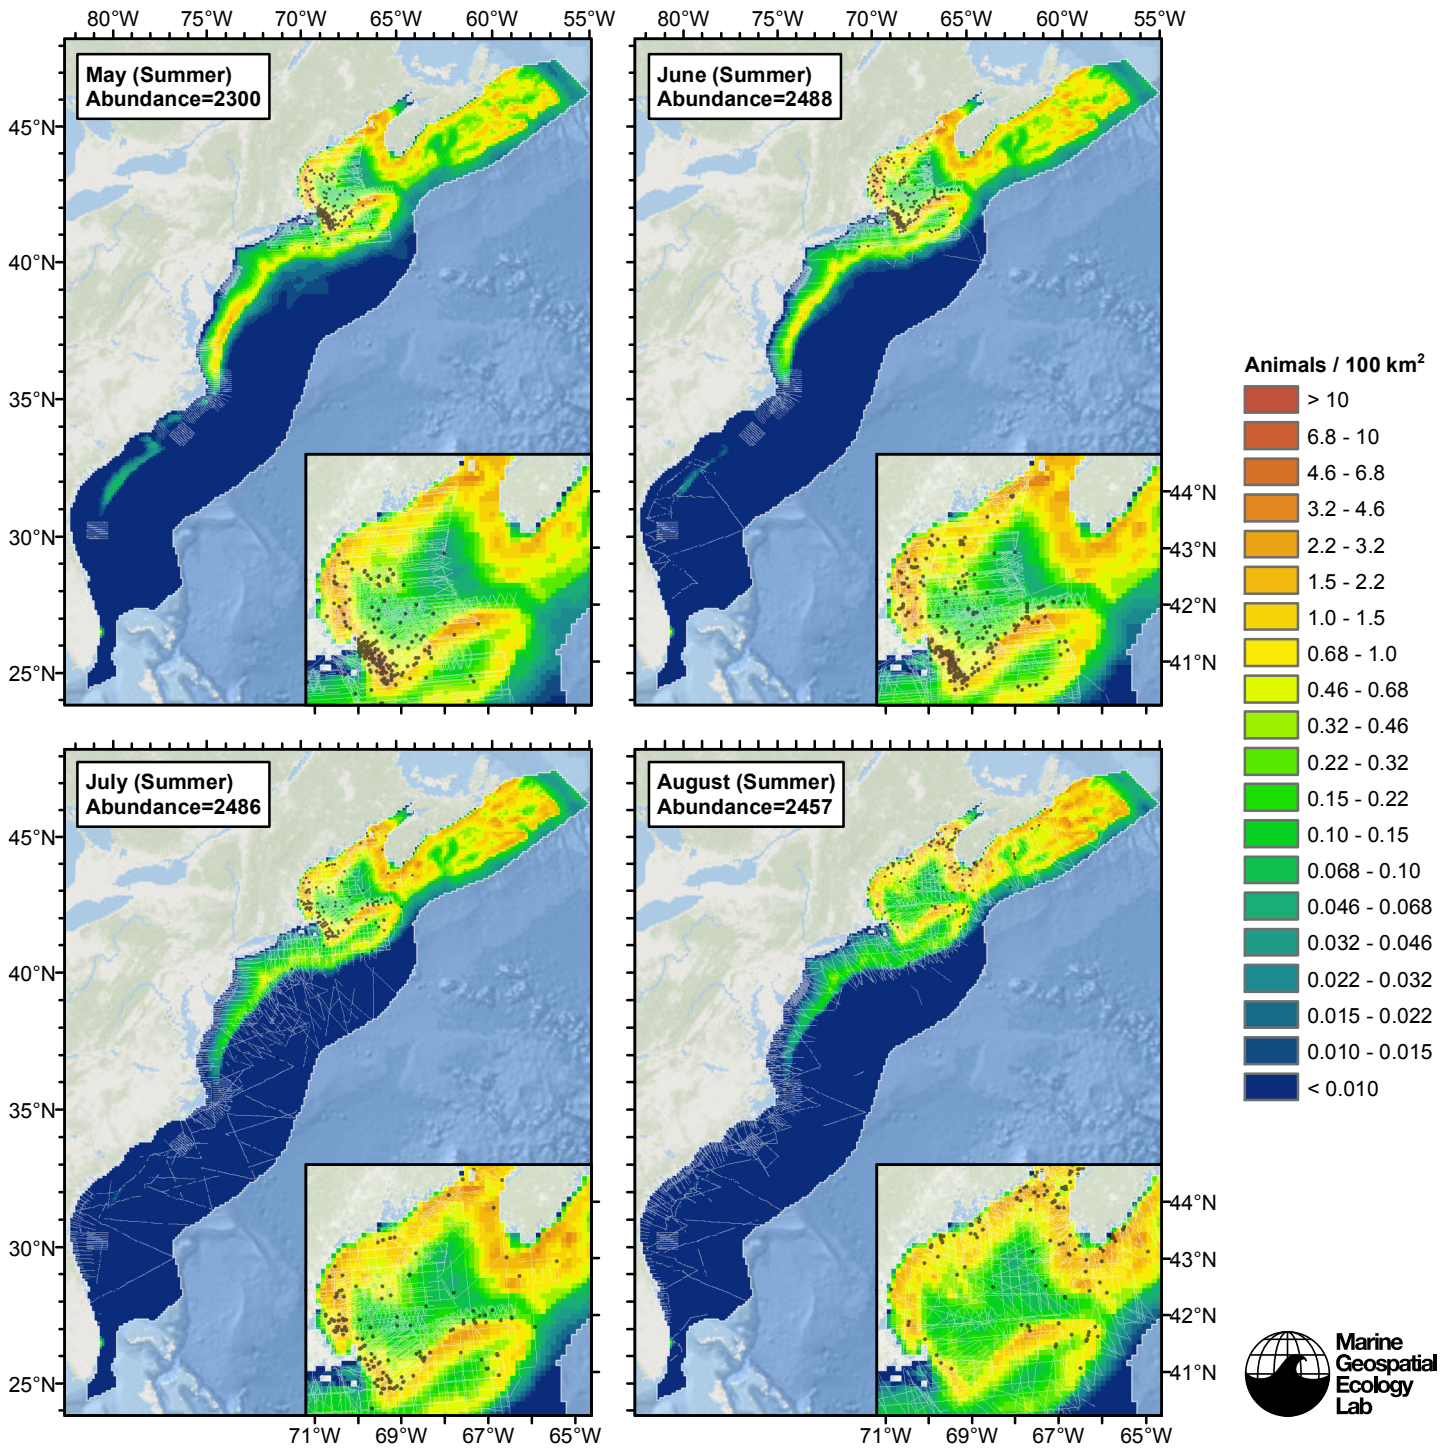 80°W 75°W 70°W 65°W 60°W 55°W
80°W 75°W 70°W 65°W 60°W 55°W
May (Summer)
Abundance=2300
June (Summer)
Abundance=2488
45°N
40°N
35°N
30°N
25°N
44°N
43°N
42°N
41°N
July (Summer)
Abundance=2486
August (Summer)
Abundance=2457
45°N
40°N
35°N
30°N
25°N
44°N
43°N
42°N
41°N
71°W 69°W 67°W 65°W
71°W 69°W 67°W 65°W
Animals / 100 km²
> 10
6.8 - 10
4.6 - 6.8
3.2 - 4.6
2.2 - 3.2
1.5 - 2.2
1.0 - 1.5
0.68 - 1.0
0.46 - 0.68
0.32 - 0.46
0.22 - 0.32
0.15 - 0.22
0.10 - 0.15
0.068 - 0.10
0.046 - 0.068
0.032 - 0.046
0.022 - 0.032
0.015 - 0.022
0.010 - 0.015
< 0.010
Marine
Geospatial
Ecology
Lab